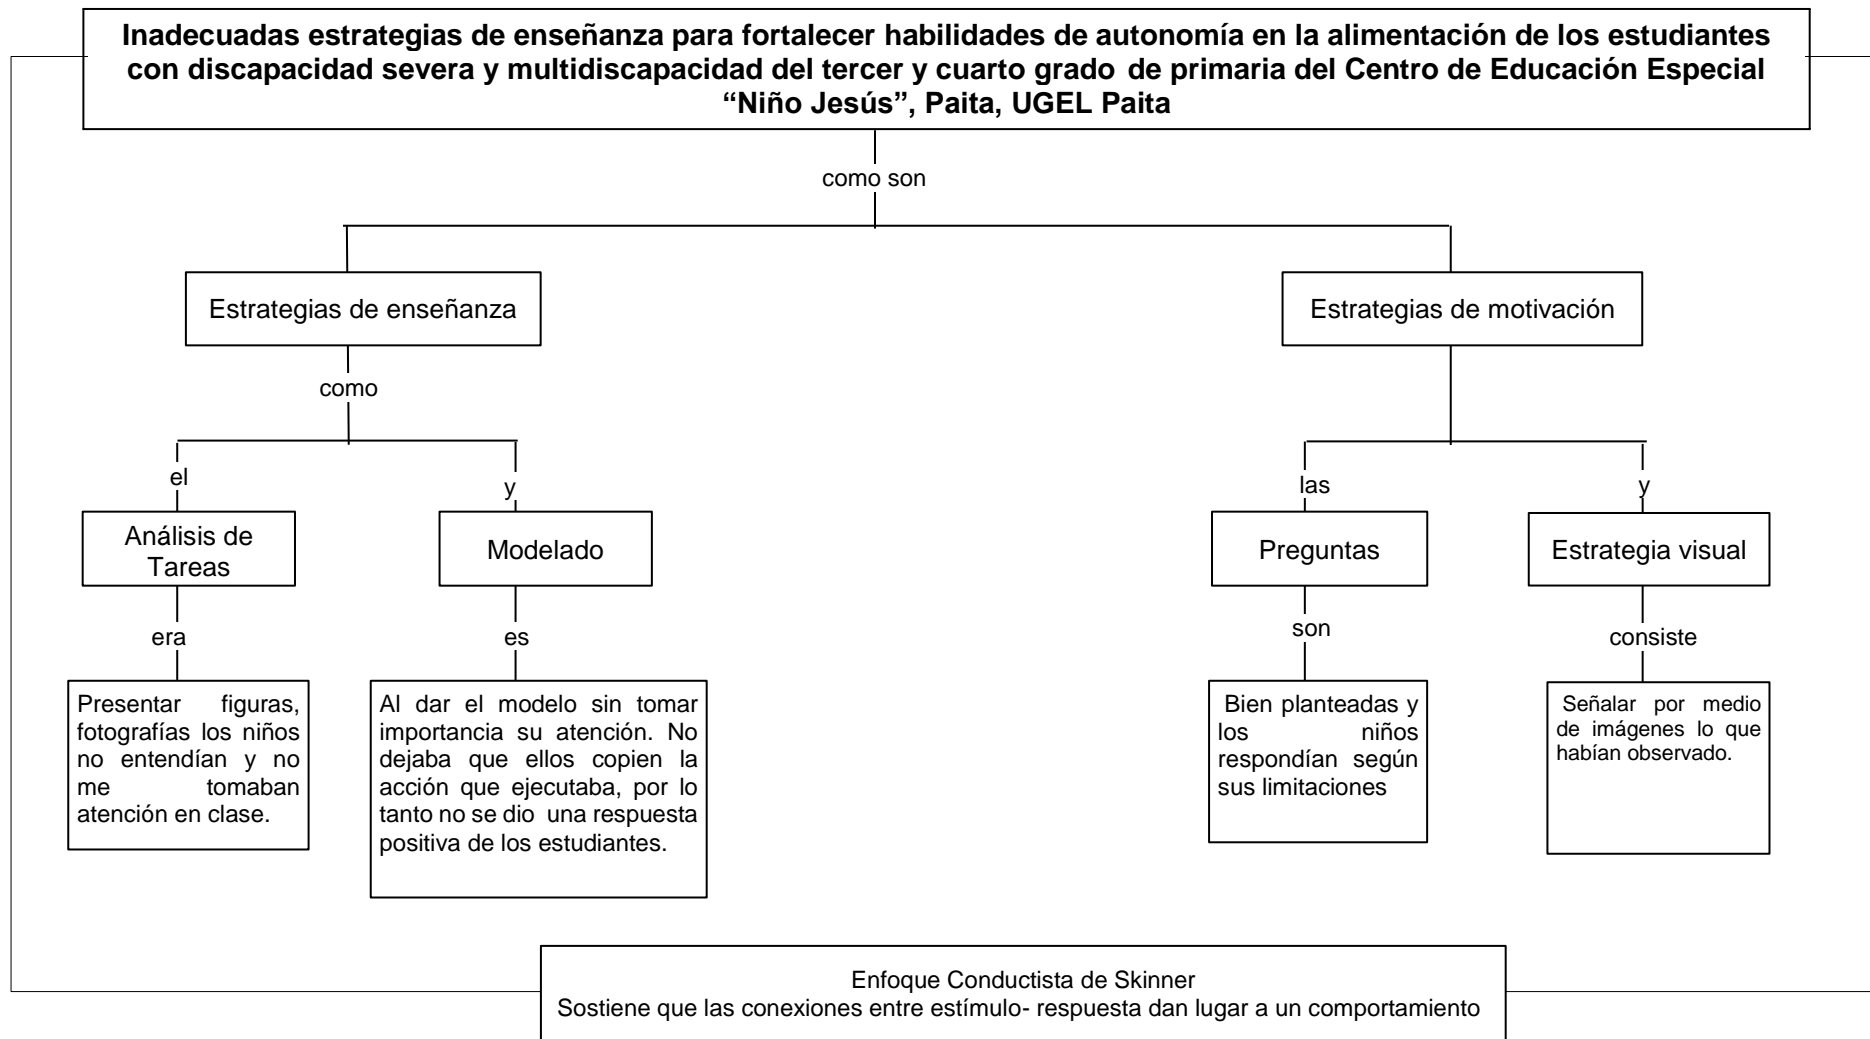 Inadecuadas estrategias de enseñanza para fortalecer habilidades de autonomía en la alimentación de los estudiantes
con discapacidad severa y multidiscapacidad del tercer y cuarto grado de primaria del Centro de Educación Especial
“Niño Jesús”, Paita, UGEL Paita
como son
Estrategias de enseñanza
Estrategias de motivación
como
el
y
las
y
Análisis de
Tareas
Modelado
Preguntas
Estrategia visual
era
es
son
consiste
Presentar figuras,
fotografías los niños
no entendían y no
me tomaban
atención en clase.
Al dar el modelo sin tomar
importancia su atención. No
dejaba que ellos copien la
acción que ejecutaba, por lo
tanto no se dio una respuesta
positiva de los estudiantes.
Bien planteadas y
los niños
respondían según
sus limitaciones
Señalar por medio
de imágenes lo que
habían observado.
Enfoque Conductista de Skinner
Sostiene que las conexiones entre estímulo- respuesta dan lugar a un comportamiento